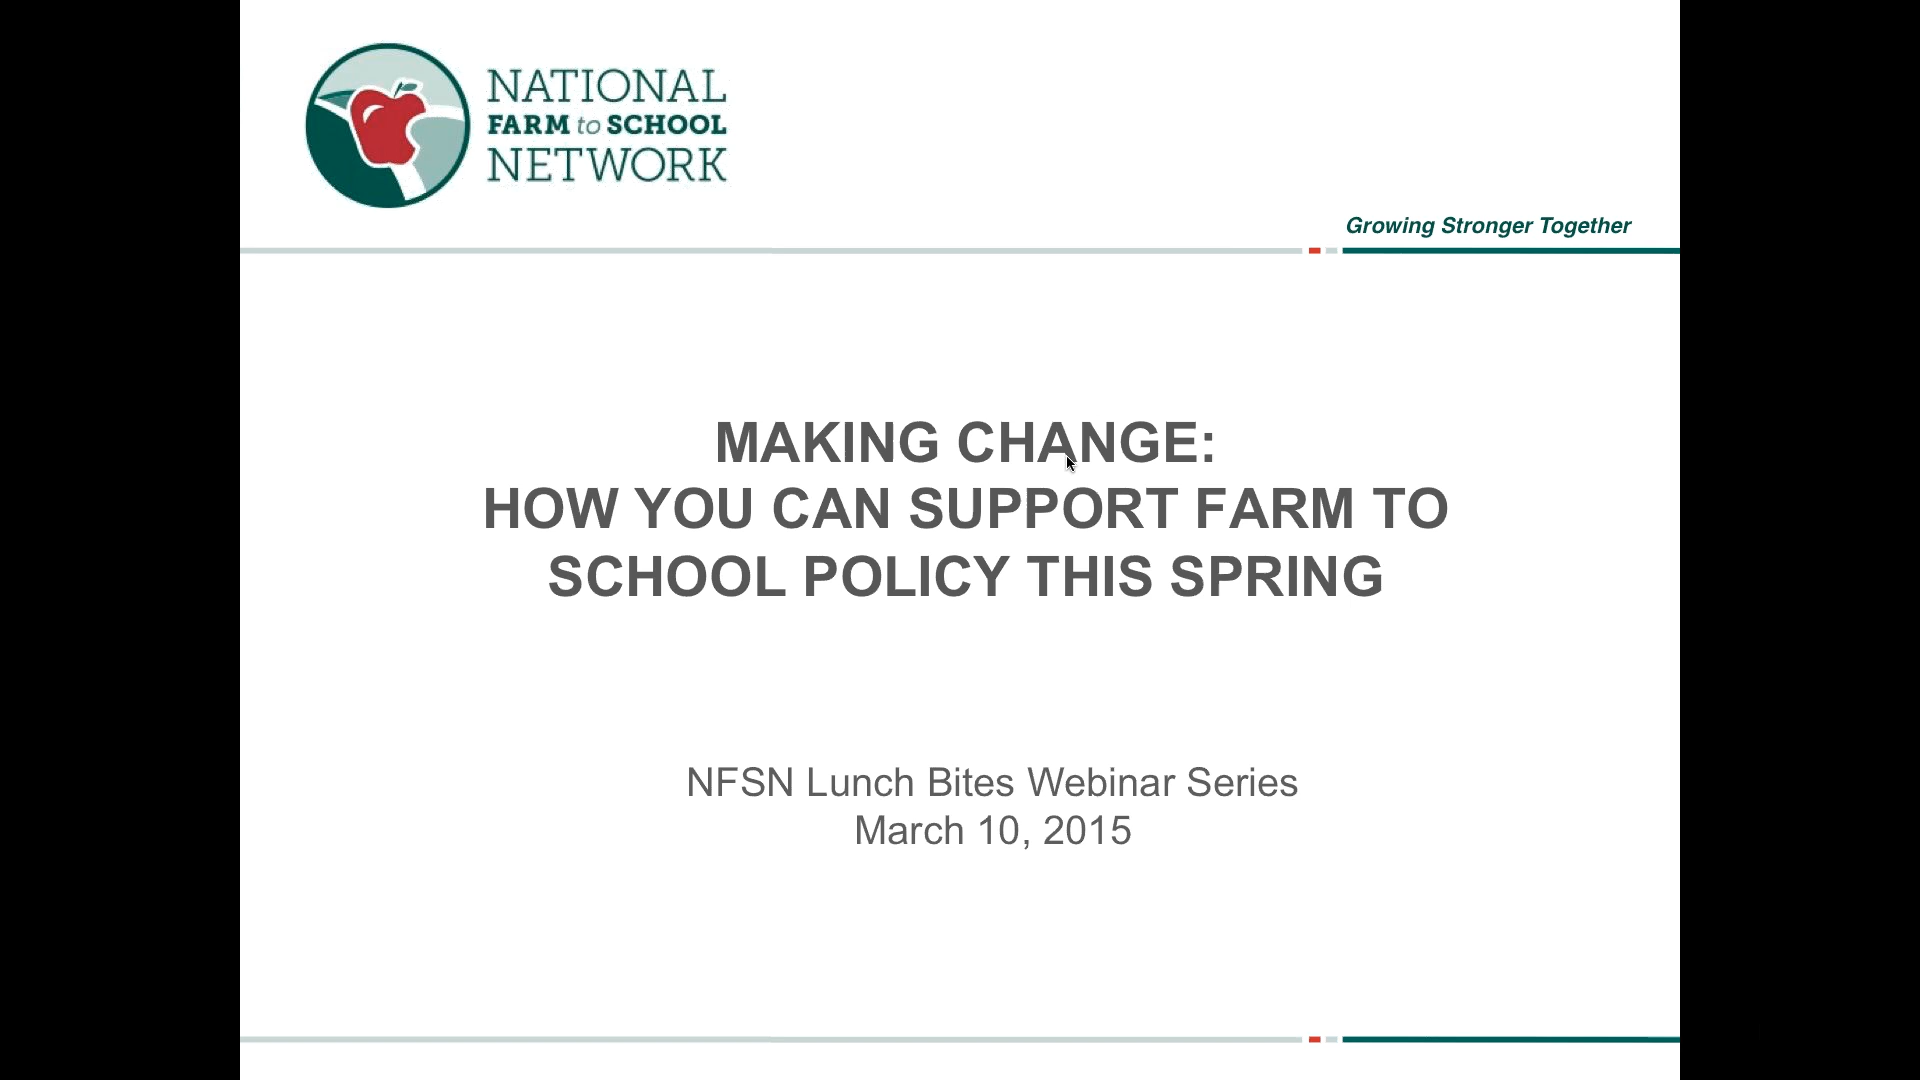 NATIONAL
FARM to SCHOOL
NETWORK
Growing Stronger Together
MAKING CHANGE:
HOW YOU CAN SUPPORT FARM TO
SCHOOL POLICY THIS SPRING
NFSN Lunch Bites Webinar Series
March 10, 2015